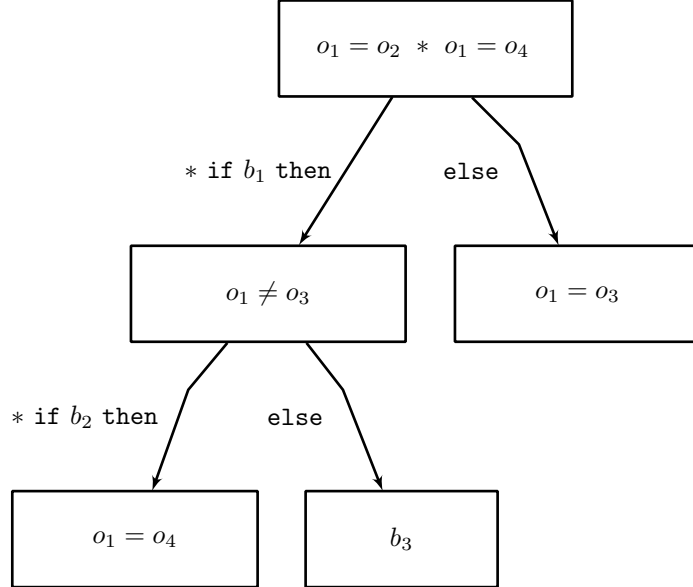 o₁ = o₂ * o₁ = o₄
* if b₁ then
else
o₁ ≠ o₃
o₁ = o₃
* if b₂ then
else
o₁ = o₄
b₃